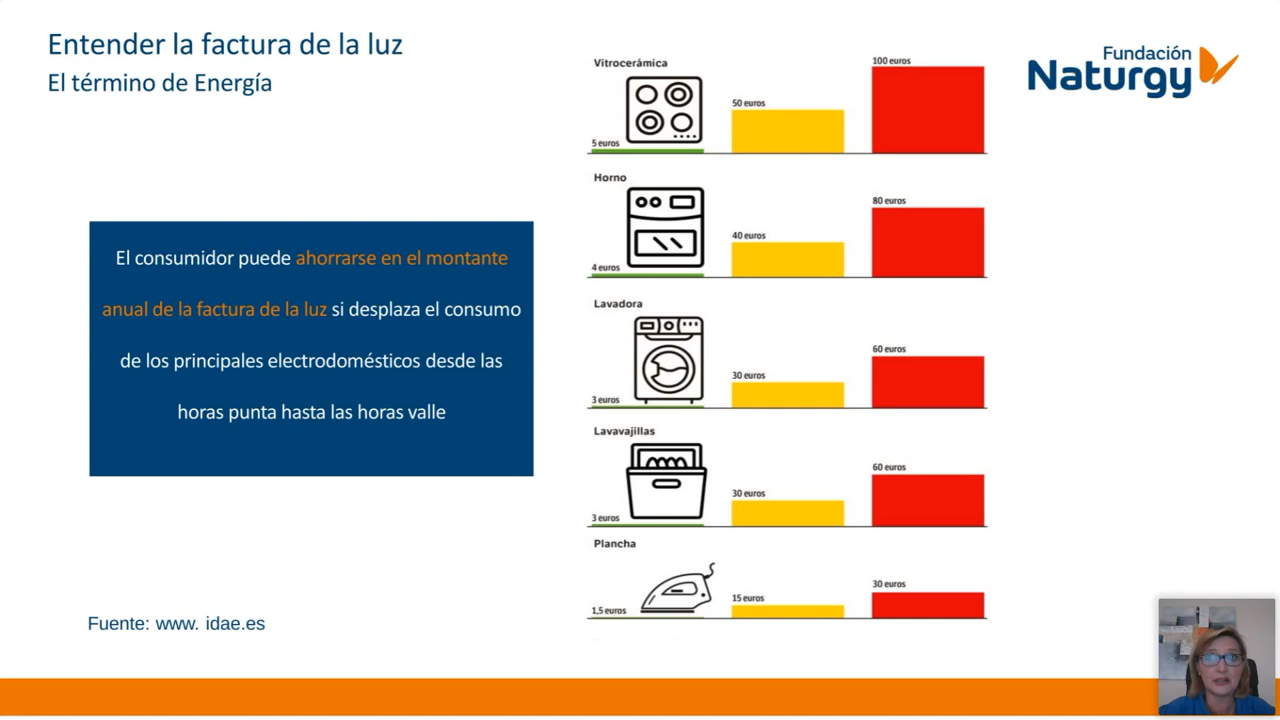 Entender la factura de la luz
El término de Energía
Fundación
Naturgy
El consumidor puede ahorrarse en el montante
anual de la factura de la luz si desplaza el consumo
de los principales electrodomésticos desde las
horas punta hasta las horas valle
Fuente: www. idae.es
Vitrocerámica
5 euros
50 euros
100 euros
Horno
4 euros
40 euros
80 euros
Lavadora
3 euros
30 euros
60 euros
Lavavajillas
3 euros
30 euros
60 euros
Plancha
1,5 euros
15 euros
30 euros